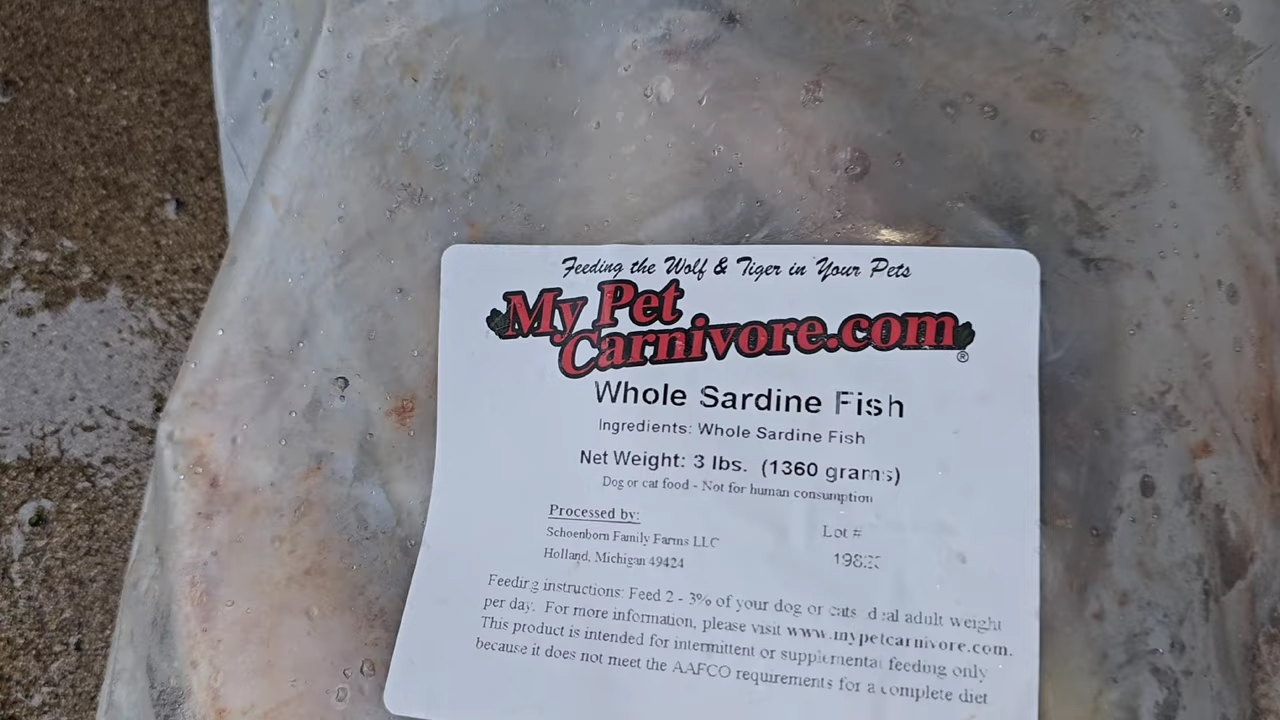 Feeding the Wolf & Tiger in Your Pets
My Pet
Carnivore.com
®
Whole Sardine Fish
Ingredients: Whole Sardine Fish
Net Weight: 3 lbs. (1360 grams)
Dog or cat food - Not for human consumption
Processed by:
Schoenborn Family Farms LLC
Holland, Michigan 49424
Lot #
Feeding instructions: Feed 2 - 3% of your dog or cats adult weight
per day. For more information, please visit www.mypetcarnivore.com.
This product is intended for intermittent or supplemental feeding only
because it does not meet the AAFCO requirements for a complete diet